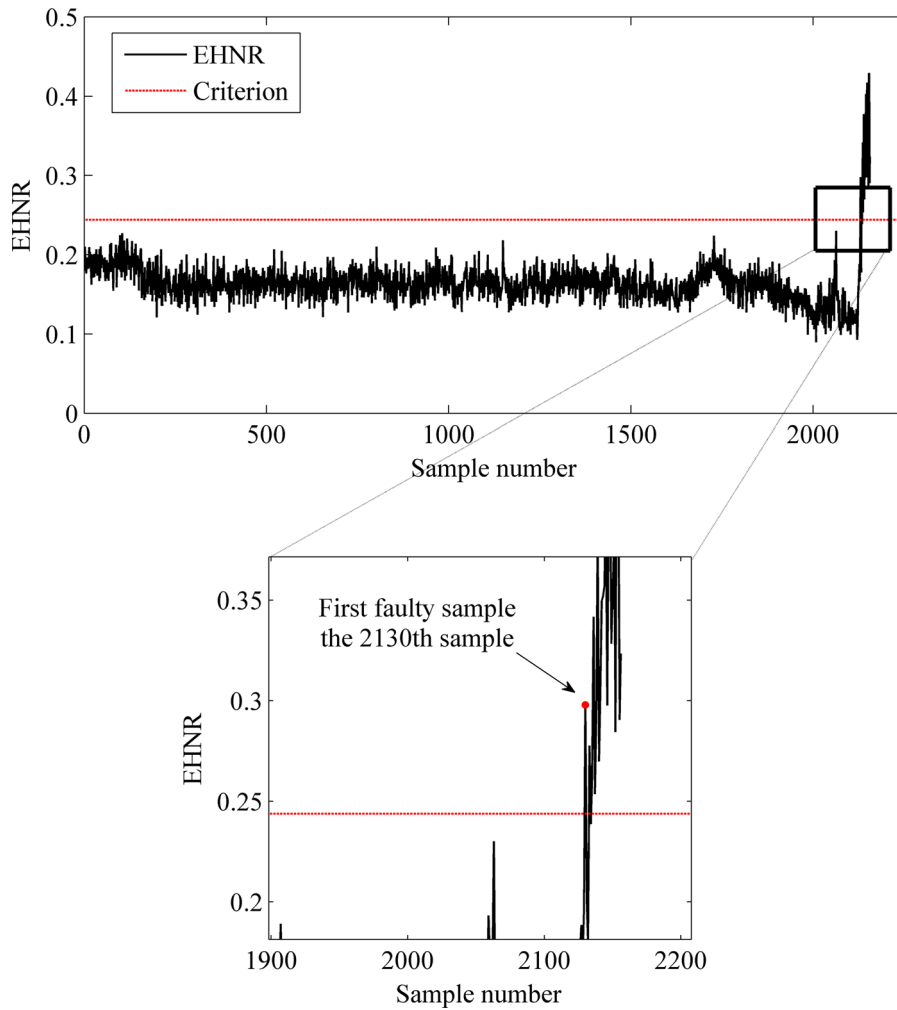 0.5
EHNR
Criterion
0.4
0.3
0.2
0.1
0
EHNR
0
500
1000
1500
2000
Sample number
0.35
0.3
0.25
0.2
EHNR
First faulty sample
the 2130th sample
1900
2000
2100
2200
Sample number